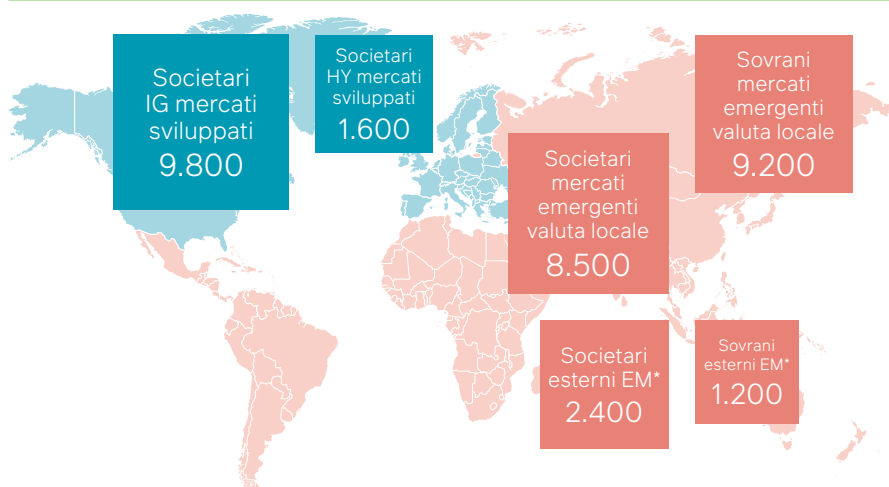 Societari
IG mercati
sviluppati
9.800
Societari
HY mercati
sviluppati
1.600
Sovrani
mercati
emergenti
valuta locale
9.200
Societari
mercati
emergenti
valuta locale
8.500
Societari
esterni EM*
2.400
Sovrani
esterni EM*
1.200